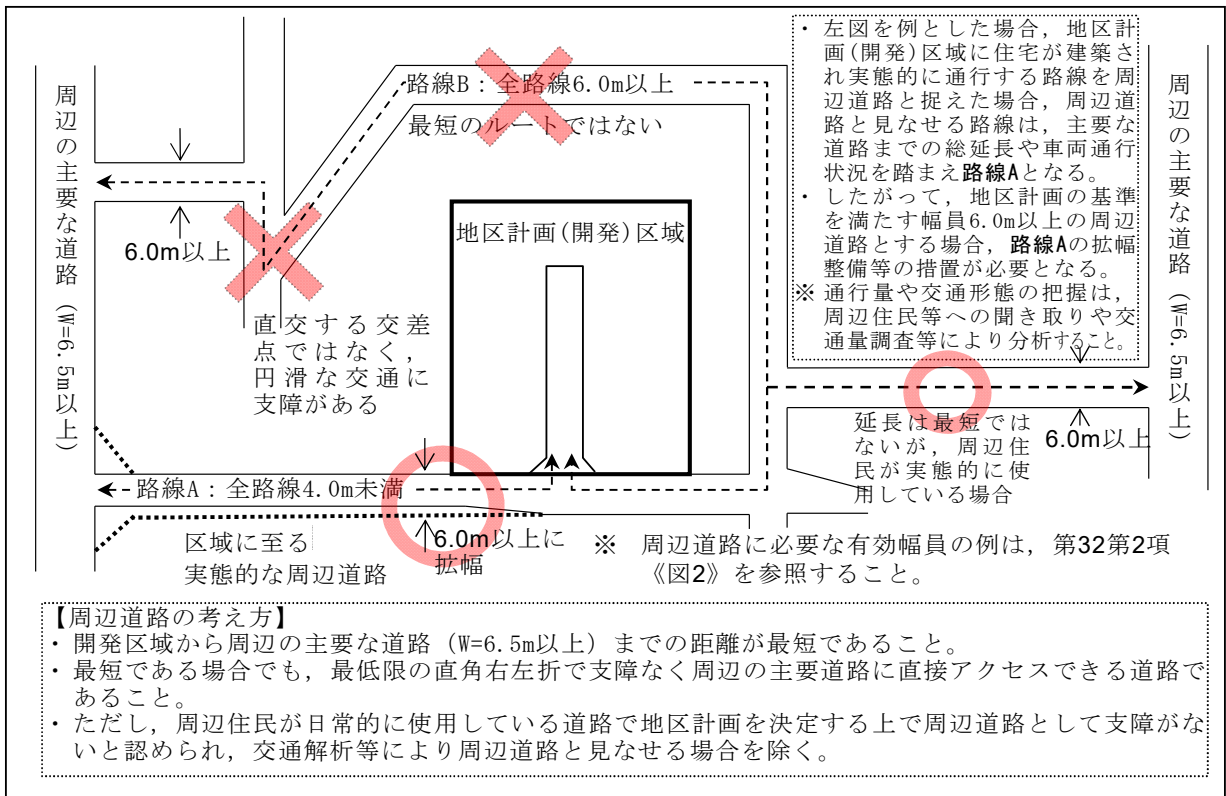 周辺の主要な道路（W=6.5m以上）
6.0m以上
路線B：全路線6.0m以上
最短のルートではない
直交する交差
点ではなく，
円滑な交通に
支障がある
地区計画(開発)区域
・ 左図を例とした場合，地区計
画(開発)区域に住宅が建築さ
れ実態的に通行する路線を周
辺道路と捉えた場合，周辺道
路と見なせる路線は，主要な
道路までの総延長や車両通行
状況を踏まえ路線Aとなる。
・ したがって，地区計画の基準
を満たす幅員6.0m以上の周辺
道路とする場合，路線Aの拡幅
整備等の措置が必要となる。
※ 通行量や交通形態の把握は，
周辺住民等への聞き取りや交
通量調査等により分析すること。
周辺の主要な道路（W=6.5m以上）
延長は最短では
ないが，周辺住
民が実態的に使
用している場合
6.0m以上
路線A：全路線4.0m未満
区域に至る
実態的な周辺道路
6.0m以上に
拡幅
※ 周辺道路に必要な有効幅員の例は，第32第2項
《図2》を参照すること。
【周辺道路の考え方】
・ 開発区域から周辺の主要な道路（W=6.5m以上）までの距離が最短であること。
・ 最短である場合でも，最低限の直角右左折で支障なく周辺の主要道路に直接アクセスできる道路で
あること。
・ ただし，周辺住民が日常的に使用している道路で地区計画を決定する上で周辺道路として支障がな
いと認められ，交通解析等により周辺道路と見なせる場合を除く。